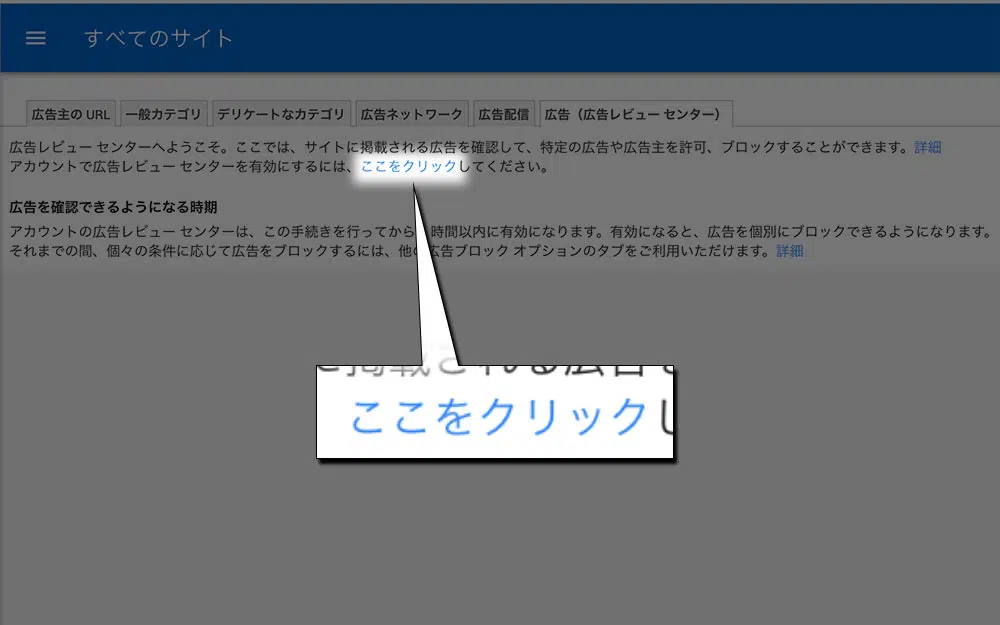 すべてのサイト
広告主の URL 一般カテゴリ デリケートなカテゴリ 広告ネットワーク 広告配信 広告（広告レビュー センター）
広告レビュー センターへようこそ。ここでは、サイトに掲載される広告を確認して、特定の広告や広告主を許可、ブロックすることができます。詳細
アカウントで広告レビュー センターを有効にするには、ここをクリックしてください。
広告を確認できるようになる時期
アカウントの広告レビュー センターは、この手続きを行ってから 時間以内に有効になります。有効になると、広告を個別にブロックできるようになります。
それまでの間、個々の条件に応じて広告をブロックするには、他の広告ブロック オプションのタブをご利用いただけます。詳細
に掲載される広告を
ここをクリックし